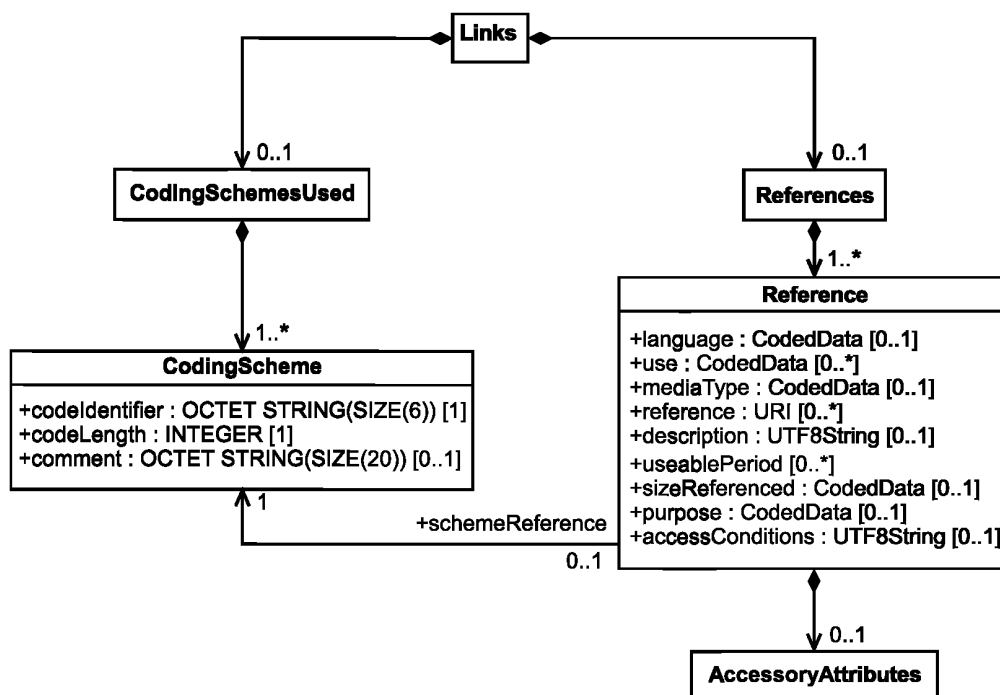 Links
0..1
0..1
CodingSchemesUsed
References
1..*
1..*
Reference
+language : CodedData [0..1]
+use : CodedData [0..*]
+mediaType : CodedData [0..1]
+reference : URI [0..*]
+description : UTF8String [0..1]
+useablePeriod [0..*]
+sizeReferenced : CodedData [0..1]
+purpose : CodedData [0..1]
+accessConditions : UTF8String [0..1]
CodingScheme
+codeIdentifier : OCTET STRING(SIZE(6)) [1]
+codeLength : INTEGER [1]
+comment : OCTET STRING(SIZE(20)) [0..1]
1
+schemeReference
0..1
0..1
AccessoryAttributes